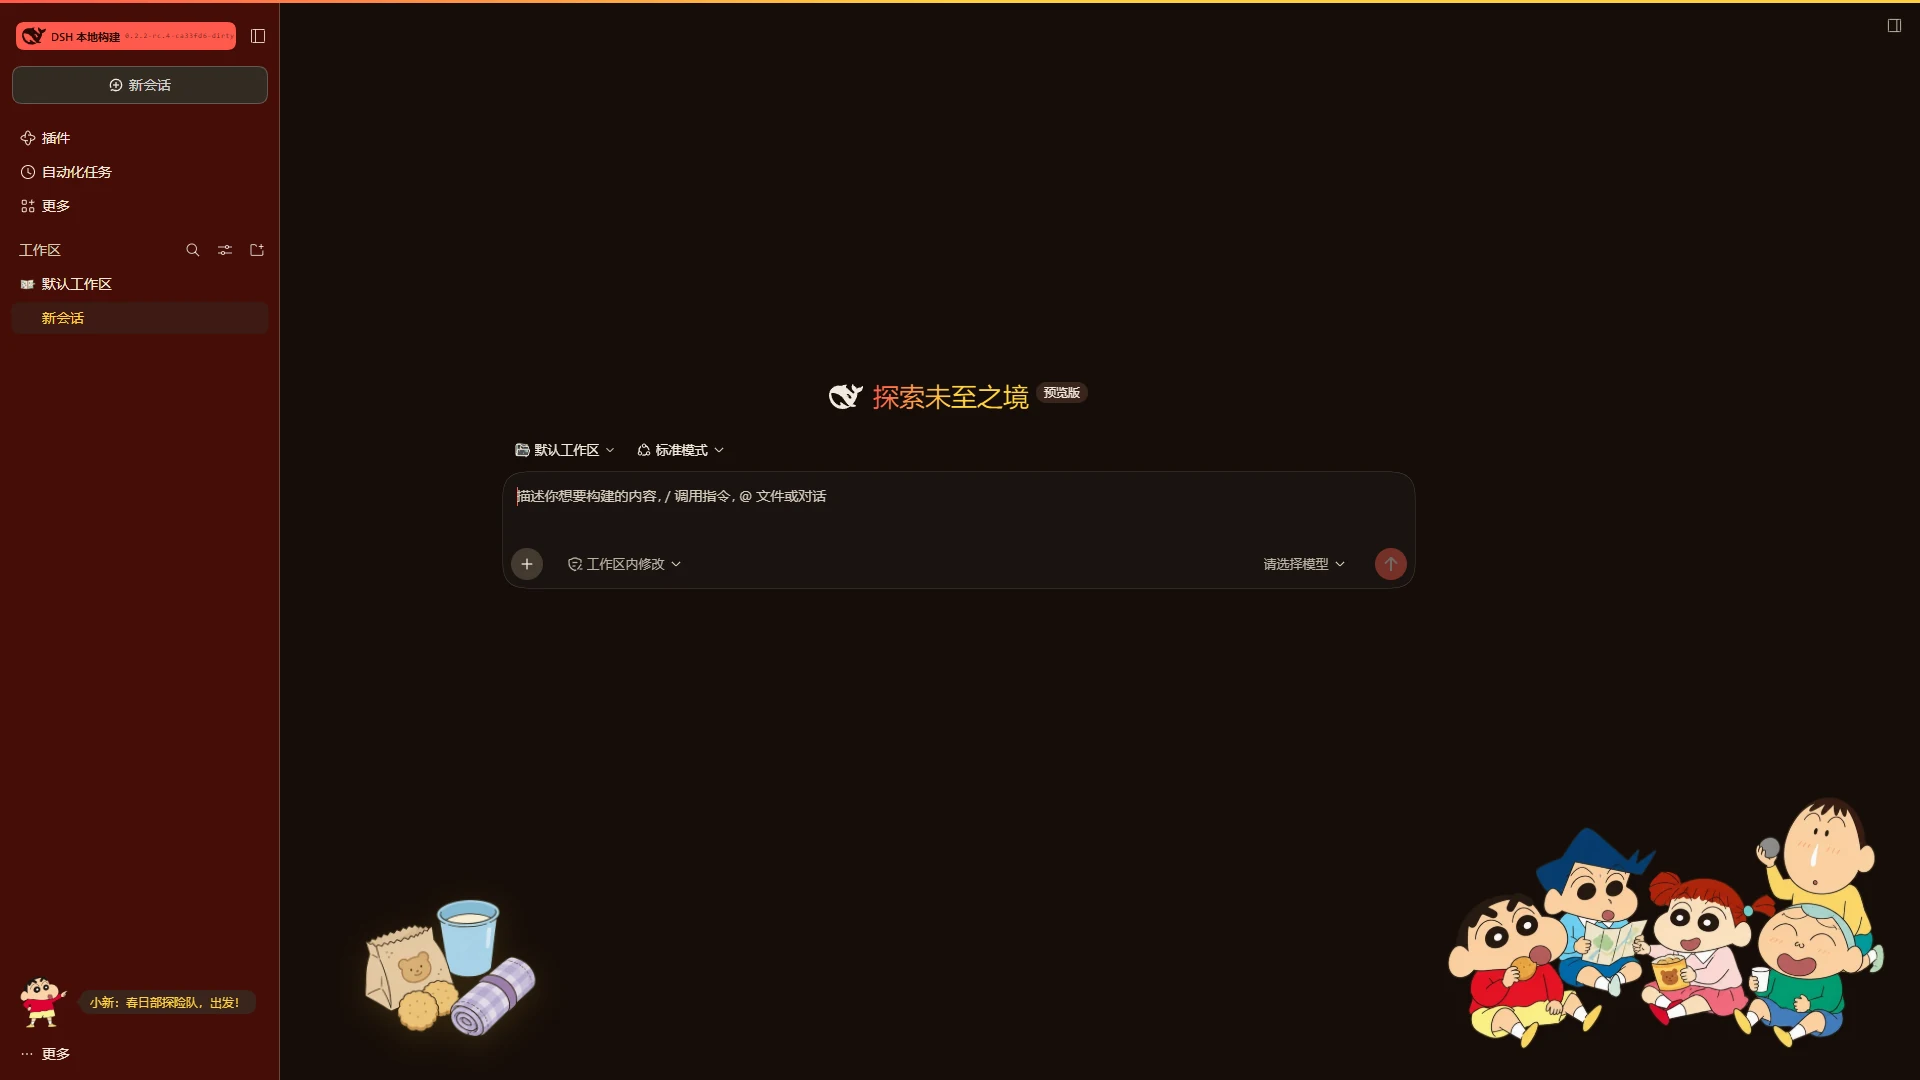 DSH 本地构建
新会话
插件
自动化任务
更多
工作区
默认工作区
新会话
探索未至之境 预览版
默认工作区 标准模式
描述你想要构建的内容, / 调用指令, @ 文件或对话
工作区内修改 请选择模型
小新：春日部探险队，出发！
更多